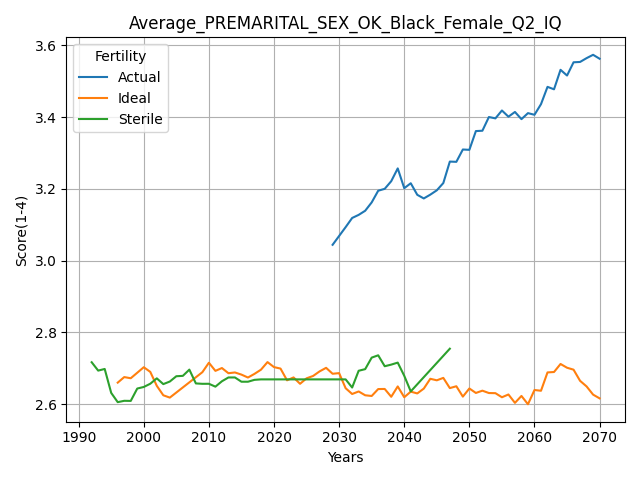 Average_PREMARITAL_SEX_OK_Black_Female_Q2_IQ
Fertility
Actual
Ideal
Sterile
Score(1-4)
3.6
3.4
3.2
3.0
2.8
2.6
1990 2000 2010 2020 2030 2040 2050 2060 2070
Years